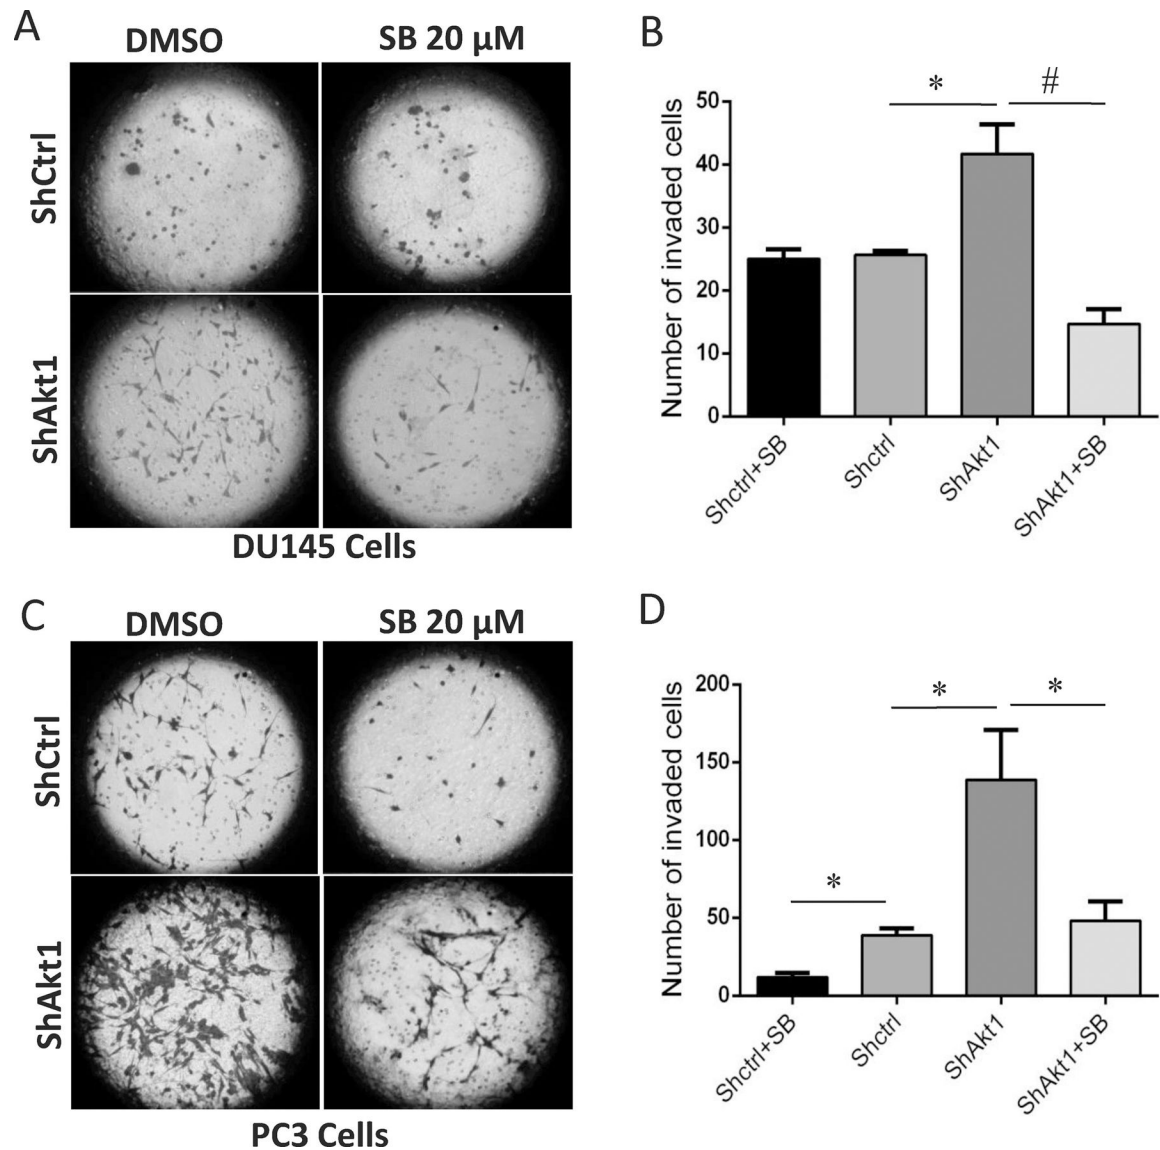 A
DMSO
SB 20 µM
ShCtrl
ShAkt1
DU145 Cells
B
*
#
Number of invaded cells
50
40
30
20
10
0
Shctrl+SB
Shctrl
ShAkt1
ShAkt1+SB
C
DMSO
SB 20 µM
ShCtrl
ShAkt1
PC3 Cells
D
*
*
*
Number of invaded cells
200
150
100
50
0
Shctrl+SB
Shctrl
ShAkt1
ShAkt1+SB